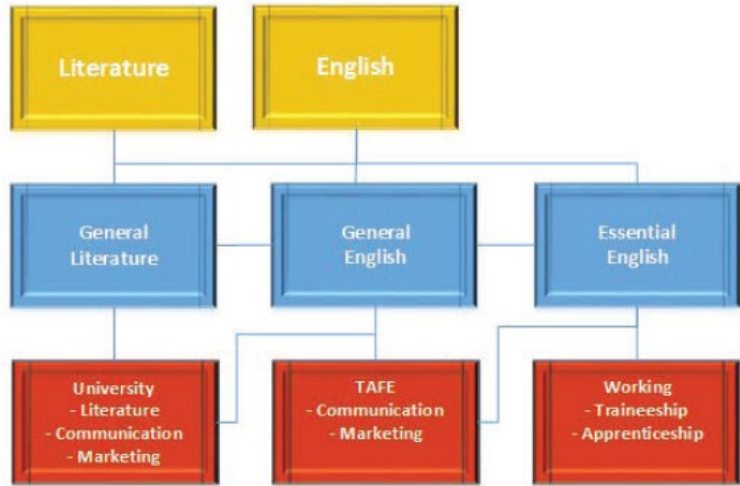 Literature
English
General
Literature
General
English
Essential
English
University
- Literature
- Communication
- Marketing
TAFE
- Communication
- Marketing
Working
- Traineeship
- Apprenticeship